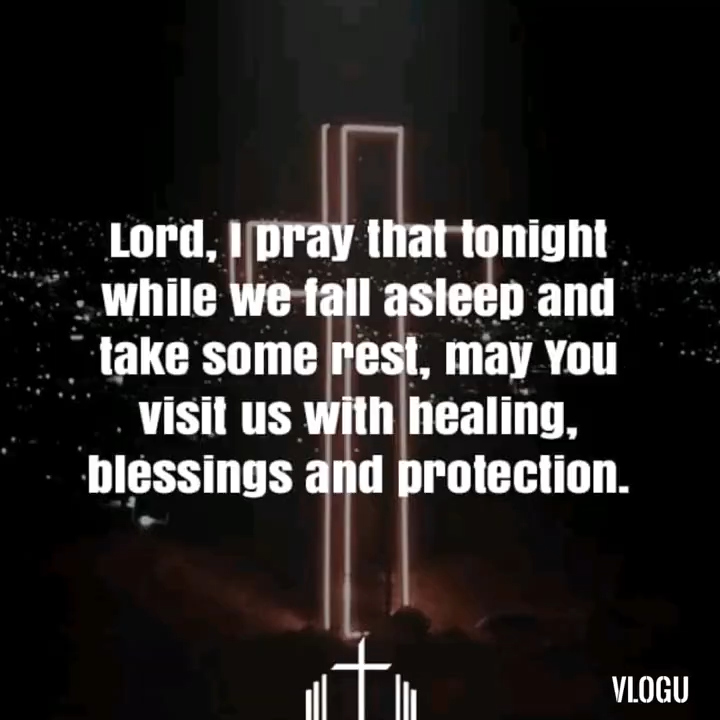 Lord, I pray that tonight
while we fall asleep and
take some rest, may You
visit us with healing,
blessings and protection.
VLOGU